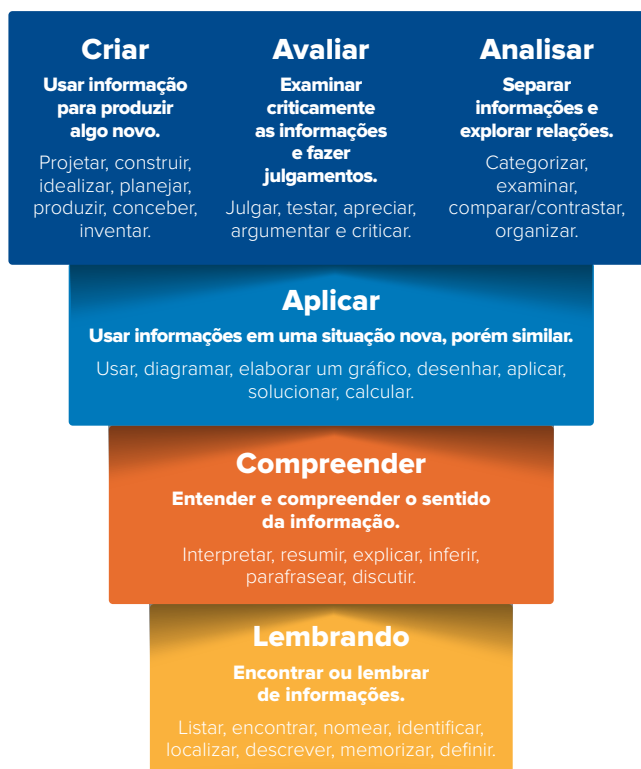 Criar
Usar informação
para produzir
algo novo.
Projetar, construir,
idealizar, planejar,
produzir, conceber,
inventar.
Avaliar
Examinar
criticamente
as informações
e fazer
julgamentos.
Julgar, testar, apreciar,
argumentar e criticar.
Analisar
Separar
informações e
explorar relações.
Categorizar,
examinar,
comparar/contrastar,
organizar.
Aplicar
Usar informações em uma situação nova, porém similar.
Usar, diagramar, elaborar um gráfico, desenhar, aplicar,
solucionar, calcular.
Compreender
Entender e compreender o sentido
da informação.
Interpretar, resumir, explicar, inferir,
parafrasear, discutir.
Lembrando
Encontrar ou lembrar
de informações.
Listar, encontrar, nomear, identificar,
localizar, descrever, memorizar, definir.